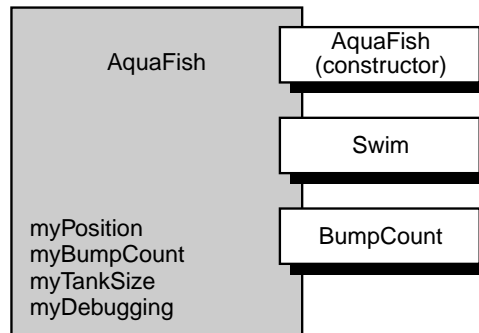 AquaFish
AquaFish
(constructor)
Swim
BumpCount
myPosition
myBumpCount
myTankSize
myDebugging